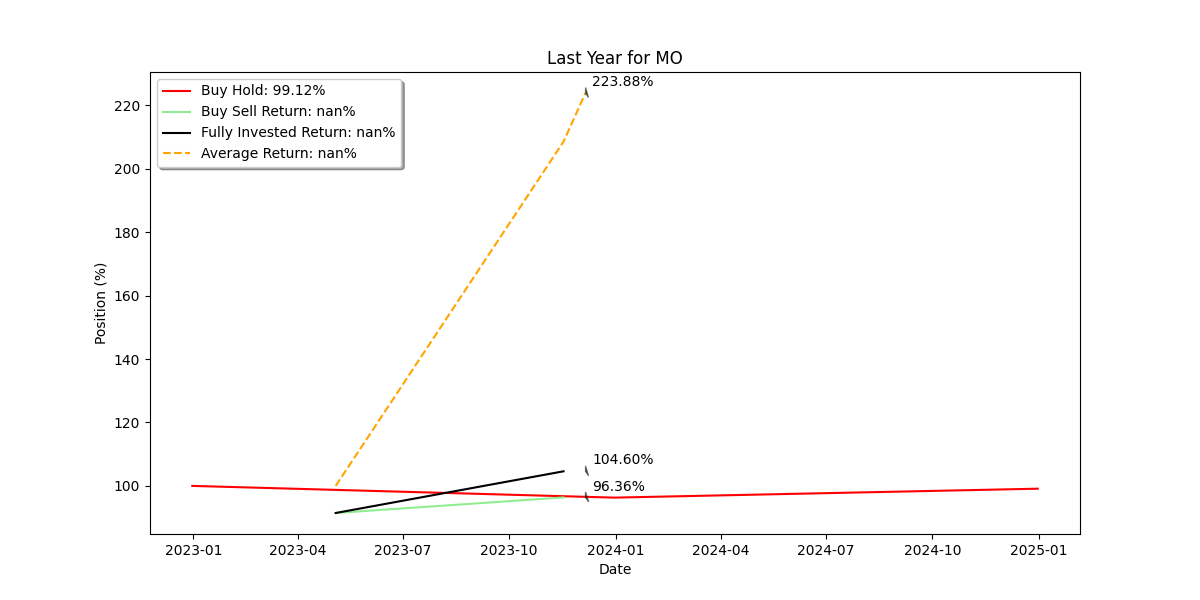 Last Year for MO
Buy Hold: 99.12%
Buy Sell Return: nan%
Fully Invested Return: nan%
Average Return: nan%
223.88%
104.60%
96.36%
Position (%)
220
200
180
160
140
120
100
2023-01 2023-04 2023-07 2023-10 2024-01 2024-04 2024-07 2024-10 2025-01
Date